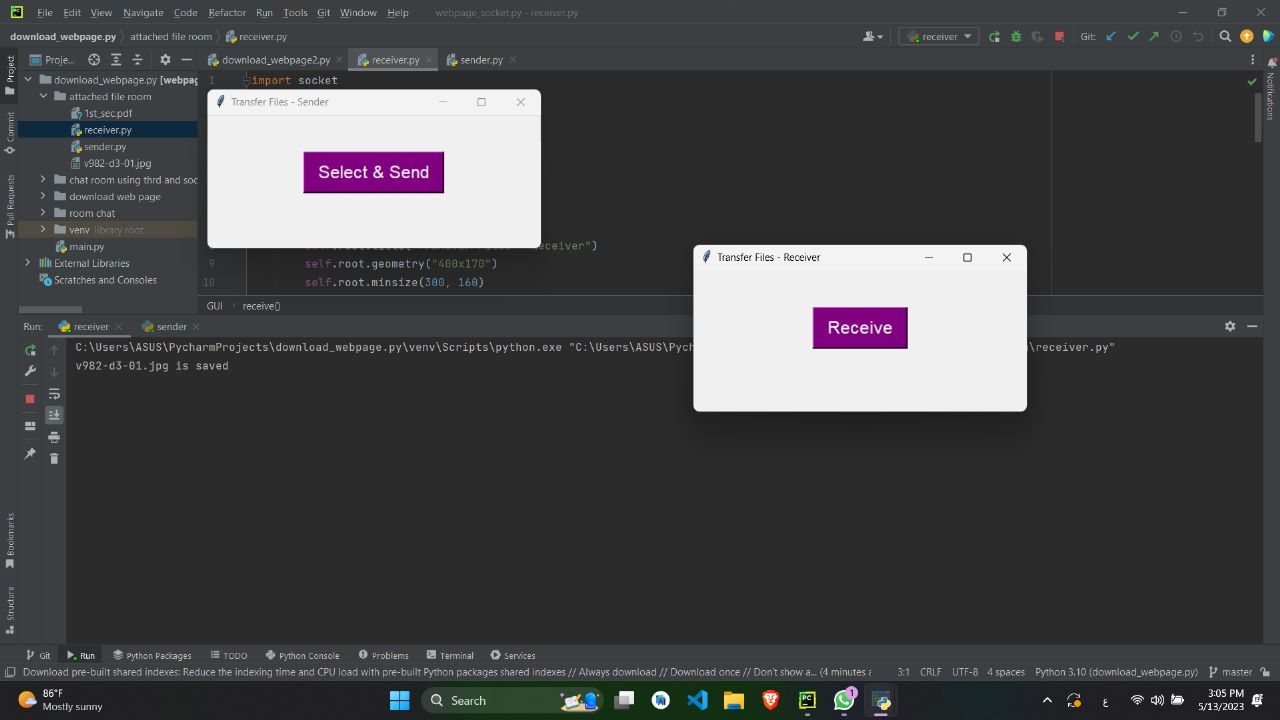 File Edit View Navigate Code Refactor Run Tools Git Window Help webpage_socket.py - receiver.py
download_webpage.py attached file room receiver.py receiver Git:
Proje... download_webpage2.py receiver.py sender.py
Project
Commit
Pull Requests
Bookmarks
Structure
Notifications
download_webpage.py [webpag
attached file room
1st_sec.pdf
receiver.py
sender.py
v982-d3-01.jpg
chat room using thrd and soc
download web page
room chat
venv library root
main.py
External Libraries
Scratches and Consoles
1 import socket
Transfer Files - Sender
Select & Send
9 self.root.geometry("400x170")
10 self.root.minsize(300, 160)
GUI receive()
Transfer Files - Receiver
Receive
Run: receiver sender
C:\Users\ASUS\PycharmProjects\download_webpage.py\venv\Scripts\python.exe "C:\Users\ASUS\Pych s\receiver.py"
v982-d3-01.jpg is saved
Git Run Python Packages TODO Python Console Problems Terminal Services
Download pre-built shared indexes: Reduce the indexing time and CPU load with pre-built Python packages shared indexes // Always download // Download once // Don't show a... (4 minutes a 3:1 CRLF UTF-8 4 spaces Python 3.10 (download_webpage.py) master
86°F
Mostly sunny
Search
PC
1
PC
ع
3:05 PM
5/13/2023